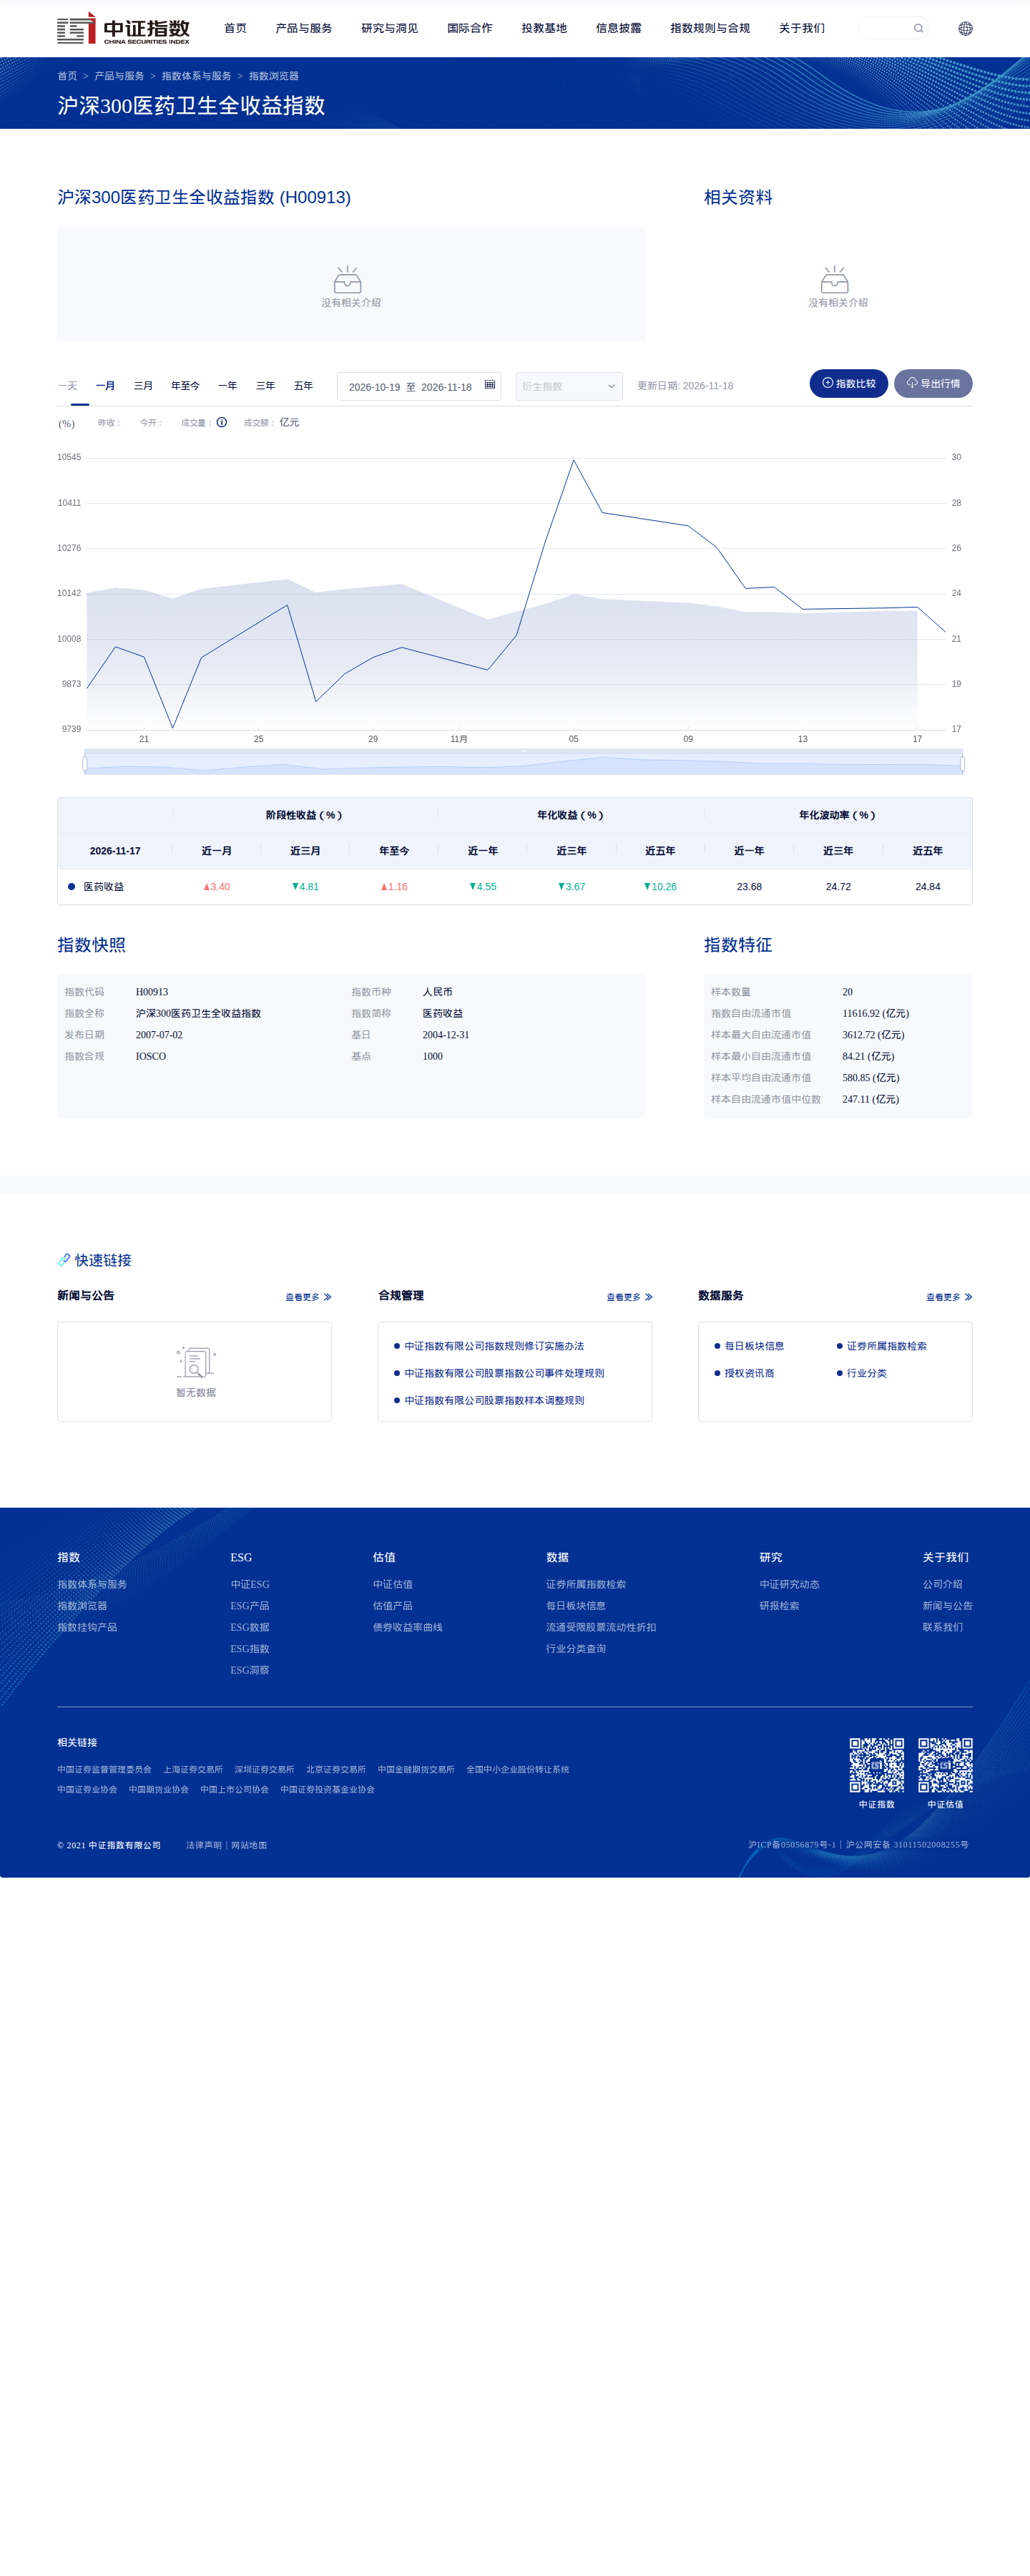 中证指数
CHINA SECURITIES INDEX
首页 产品与服务 研究与洞见 国际合作 投教基地 信息披露 指数规则与合规 关于我们
首页 > 产品与服务 > 指数体系与服务 > 指数浏览器
沪深300医药卫生全收益指数
沪深300医药卫生全收益指数 (H00913)
相关资料
没有相关介绍
没有相关介绍
一天 一月 三月 年至今 一年 三年 五年 2026-10-19 至 2026-11-18 衍生指数 更新日期: 2026-11-18 指数比较 导出行情
(%) 昨收 : 今开 : 成交量 : 成交额 : 亿元
10545 30
10411 28
10276 26
10142 24
10008 21
9873 19
9739 17
21 25 29 11月 05 09 13 17
阶段性收益 ( % ) 年化收益 ( % ) 年化波动率 ( % )
2026-11-17 近一月 近三月 年至今 近一年 近三年 近五年 近一年 近三年 近五年
医药收益 3.40 4.81 1.16 4.55 3.67 10.26 23.68 24.72 24.84
指数快照
指数代码 H00913 指数币种 人民币
指数全称 沪深300医药卫生全收益指数 指数简称 医药收益
发布日期 2007-07-02 基日 2004-12-31
指数合规 IOSCO 基点 1000
指数特征
样本数量 20
指数自由流通市值 11616.92 (亿元)
样本最大自由流通市值 3612.72 (亿元)
样本最小自由流通市值 84.21 (亿元)
样本平均自由流通市值 580.85 (亿元)
样本自由流通市值中位数 247.11 (亿元)
快速链接
新闻与公告 查看更多
暂无数据
合规管理 查看更多
中证指数有限公司指数规则修订实施办法
中证指数有限公司股票指数公司事件处理规则
中证指数有限公司股票指数样本调整规则
数据服务 查看更多
每日板块信息 证券所属指数检索
授权资讯商 行业分类
指数 ESG 估值 数据 研究 关于我们
指数体系与服务 中证ESG 中证估值 证券所属指数检索 中证研究动态 公司介绍
指数浏览器 ESG产品 估值产品 每日板块信息 研报检索 新闻与公告
指数挂钩产品 ESG数据 债券收益率曲线 流通受限股票流动性折扣 联系我们
ESG指数 行业分类查询
ESG洞察
相关链接
中国证券监督管理委员会 上海证券交易所 深圳证券交易所 北京证券交易所 中国金融期货交易所 全国中小企业股份转让系统
中国证券业协会 中国期货业协会 中国上市公司协会 中国证券投资基金业协会
中证指数 中证估值
© 2021 中证指数有限公司 法律声明 | 网站地图 沪ICP备05056879号-1 | 沪公网安备 31011502008255号